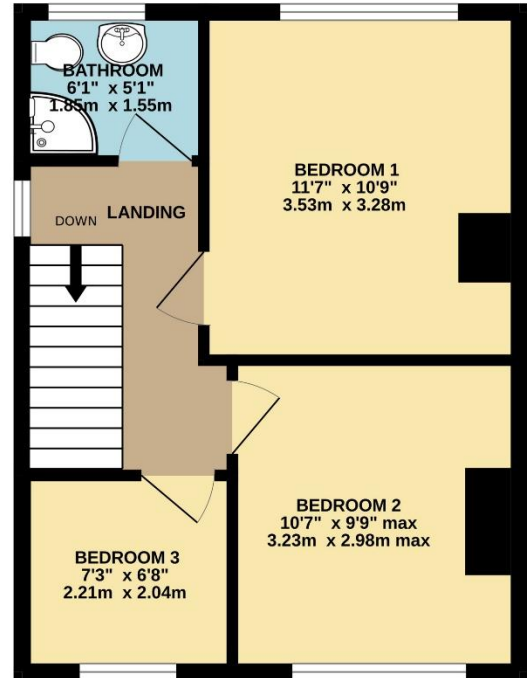 BATHROOM
6'1" x 5'1"
1.85m x 1.55m
BEDROOM 1
11'7" x 10'9"
3.53m x 3.28m
DOWN
LANDING
BEDROOM 2
10'7" x 9'9" max
3.23m x 2.98m max
BEDROOM 3
7'3" x 6'8"
2.21m x 2.04m